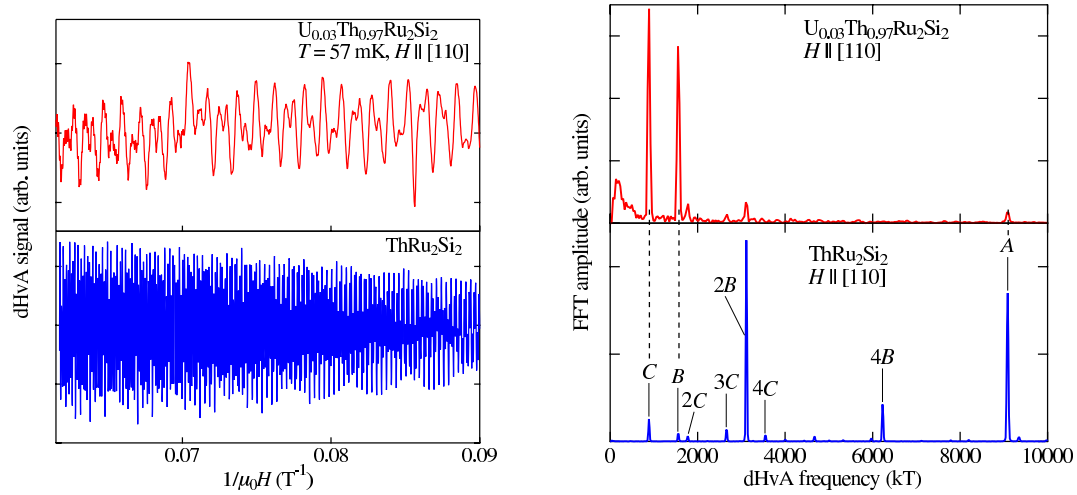 U₀.₀₃Th₀.₉₇Ru₂Si₂
T = 57 mK, H || [110]
ThRu₂Si₂
dHvA signal (arb. units)
0.07
0.08
0.09
1/μ₀H (T⁻¹)
U₀.₀₃Th₀.₉₇Ru₂Si₂
H || [110]
ThRu₂Si₂
H || [110]
A
2B
4B
C
B
2C
3C
4C
FFT amplitude (arb. units)
0
2000
4000
6000
8000
10000
dHvA frequency (kT)